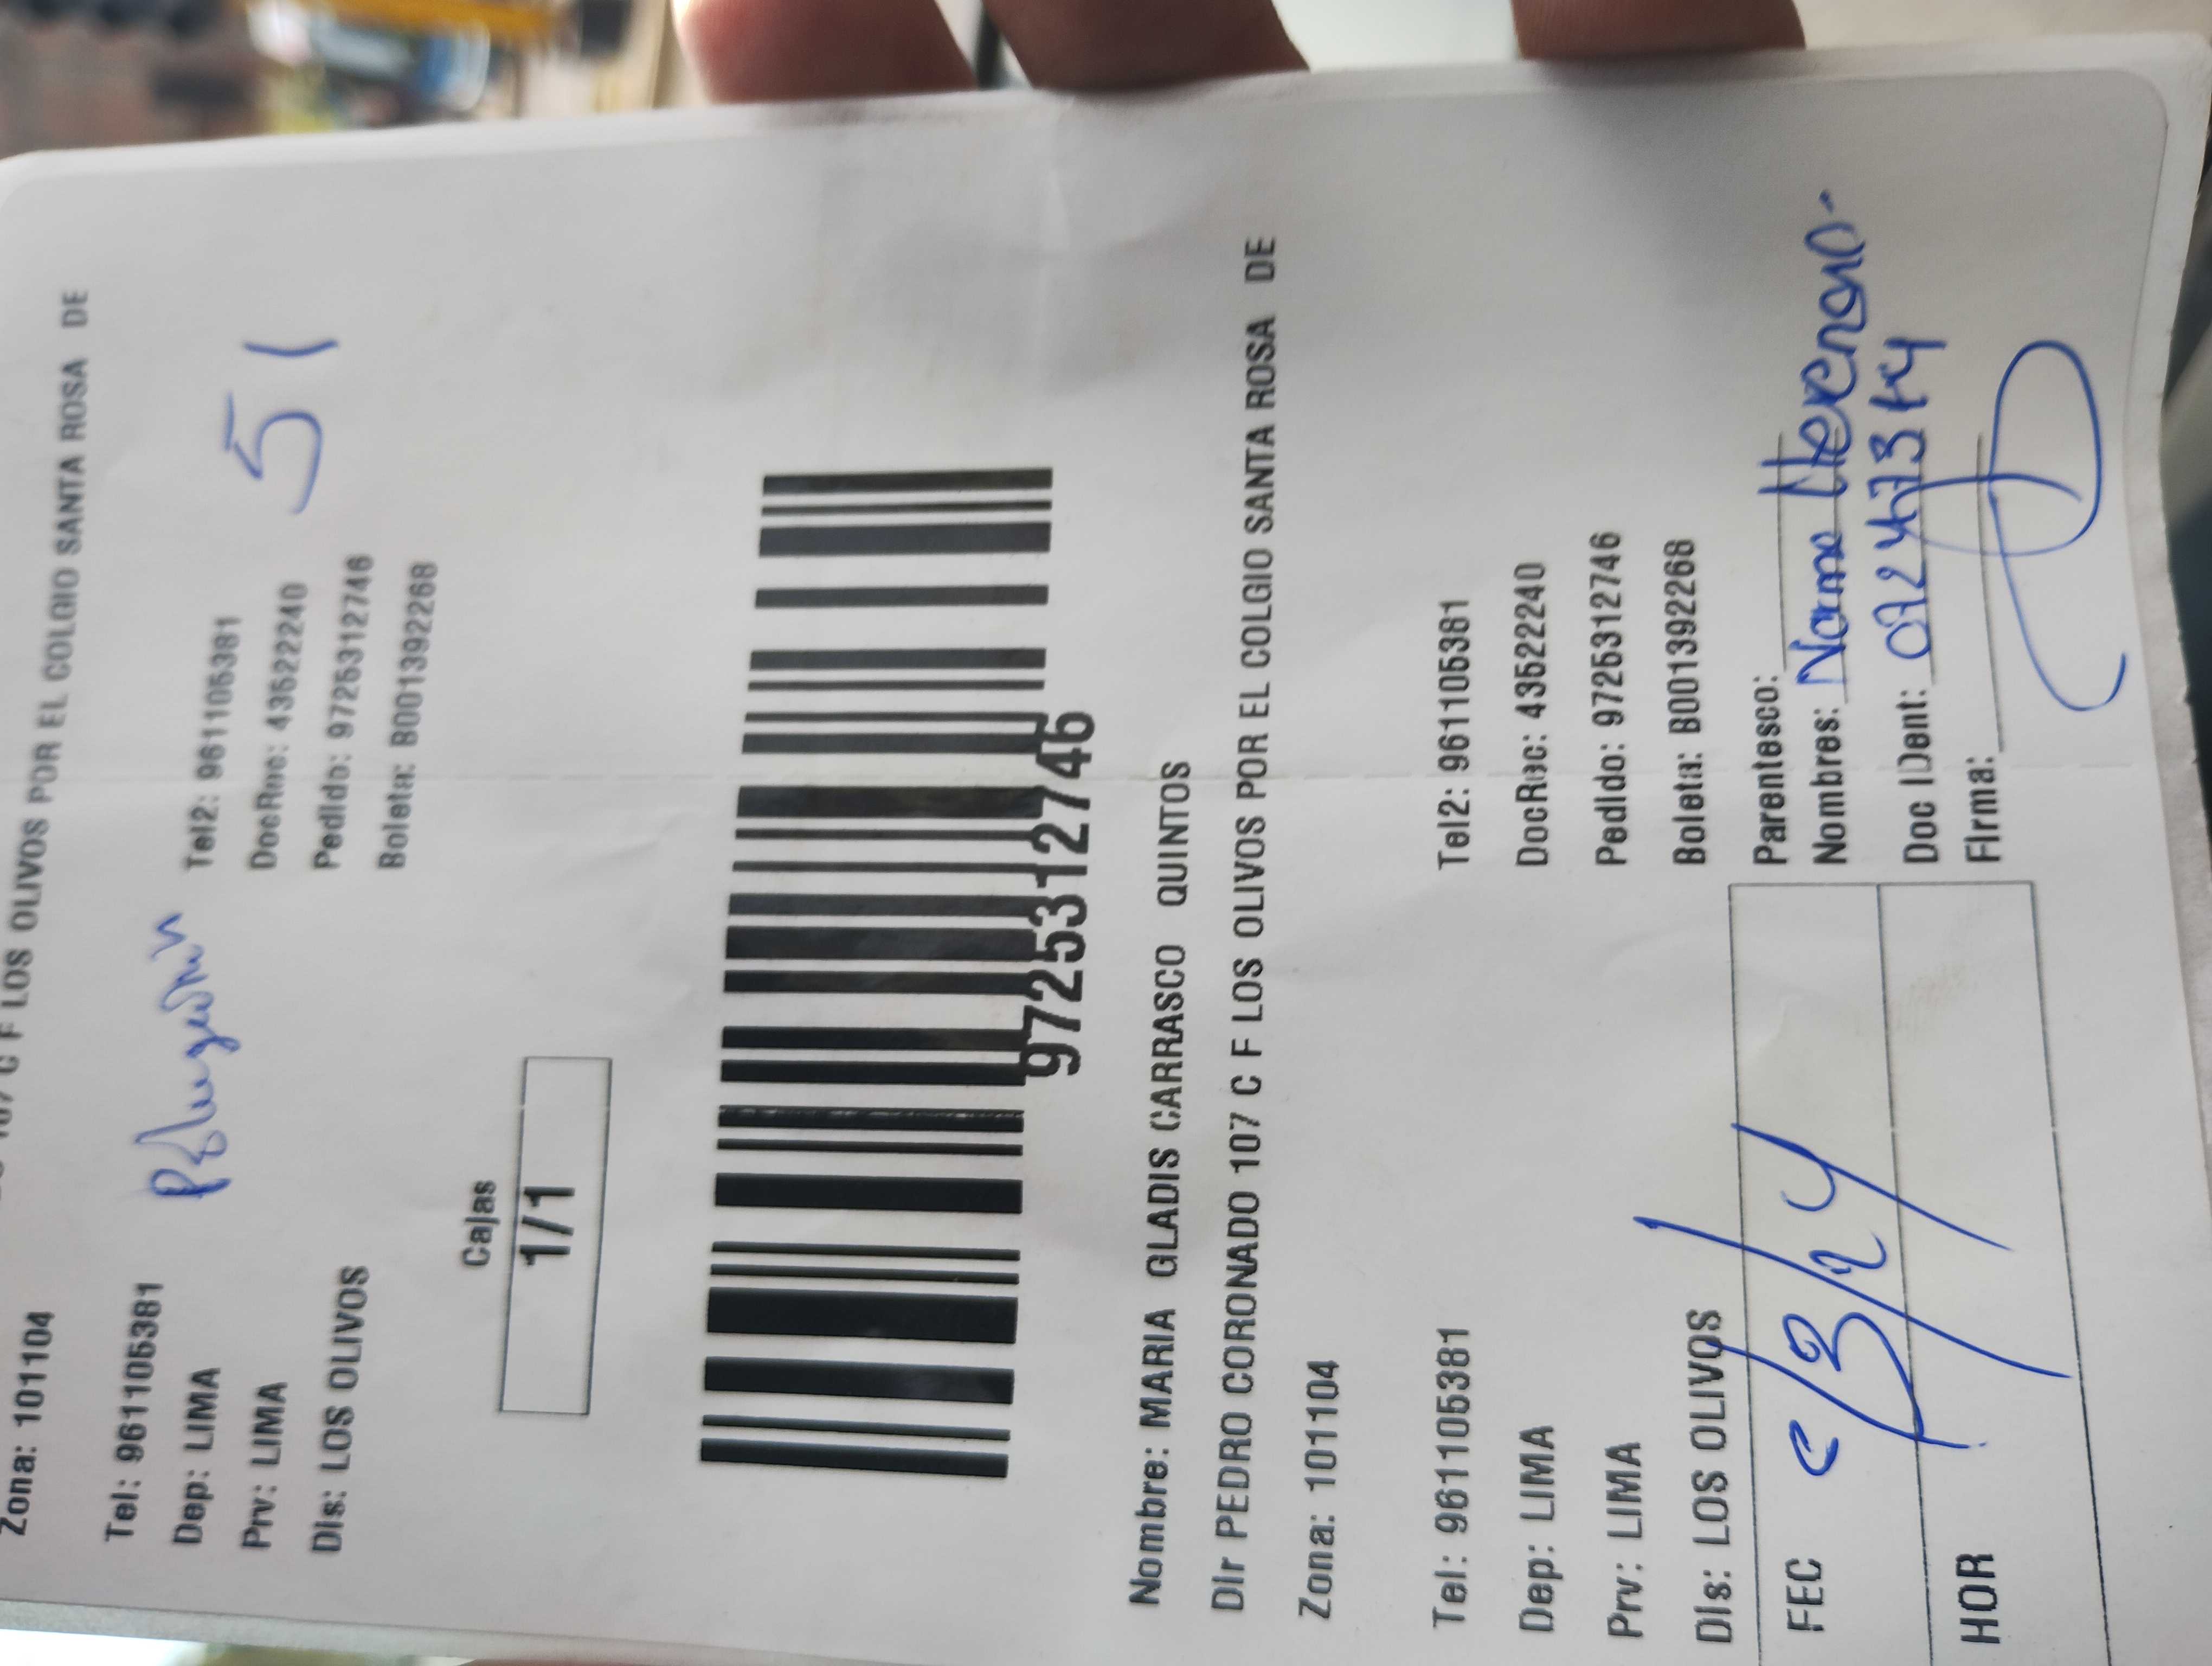 C F LOS OLIVOS POR EL COLGIO SANTA ROSA DE
Zona: 101104
Tel: 961105381
Tel2: 961105381
Dep: LIMA
DocRec: 43522240
51
Prv: LIMA
Pedido: 9725312746
Dis: LOS OLIVOS
Boleta: B001392268
Cajas
1/1
9725312746
Nombre: MARIA GLADIS CARRASCO QUINTOS
Dir PEDRO CORONADO 107 C F LOS OLIVOS POR EL COLGIO SANTA ROSA DE
Zona: 101104
Tel: 961105381
Tel2: 961105381
Dep: LIMA
DocRec: 43522240
Prv: LIMA
Pedido: 9725312746
Dis: LOS OLIVOS
Boleta: B001392268
FEC
Parentesco:
Nombres: Norma
HOR
Doc IDent:
Firma: